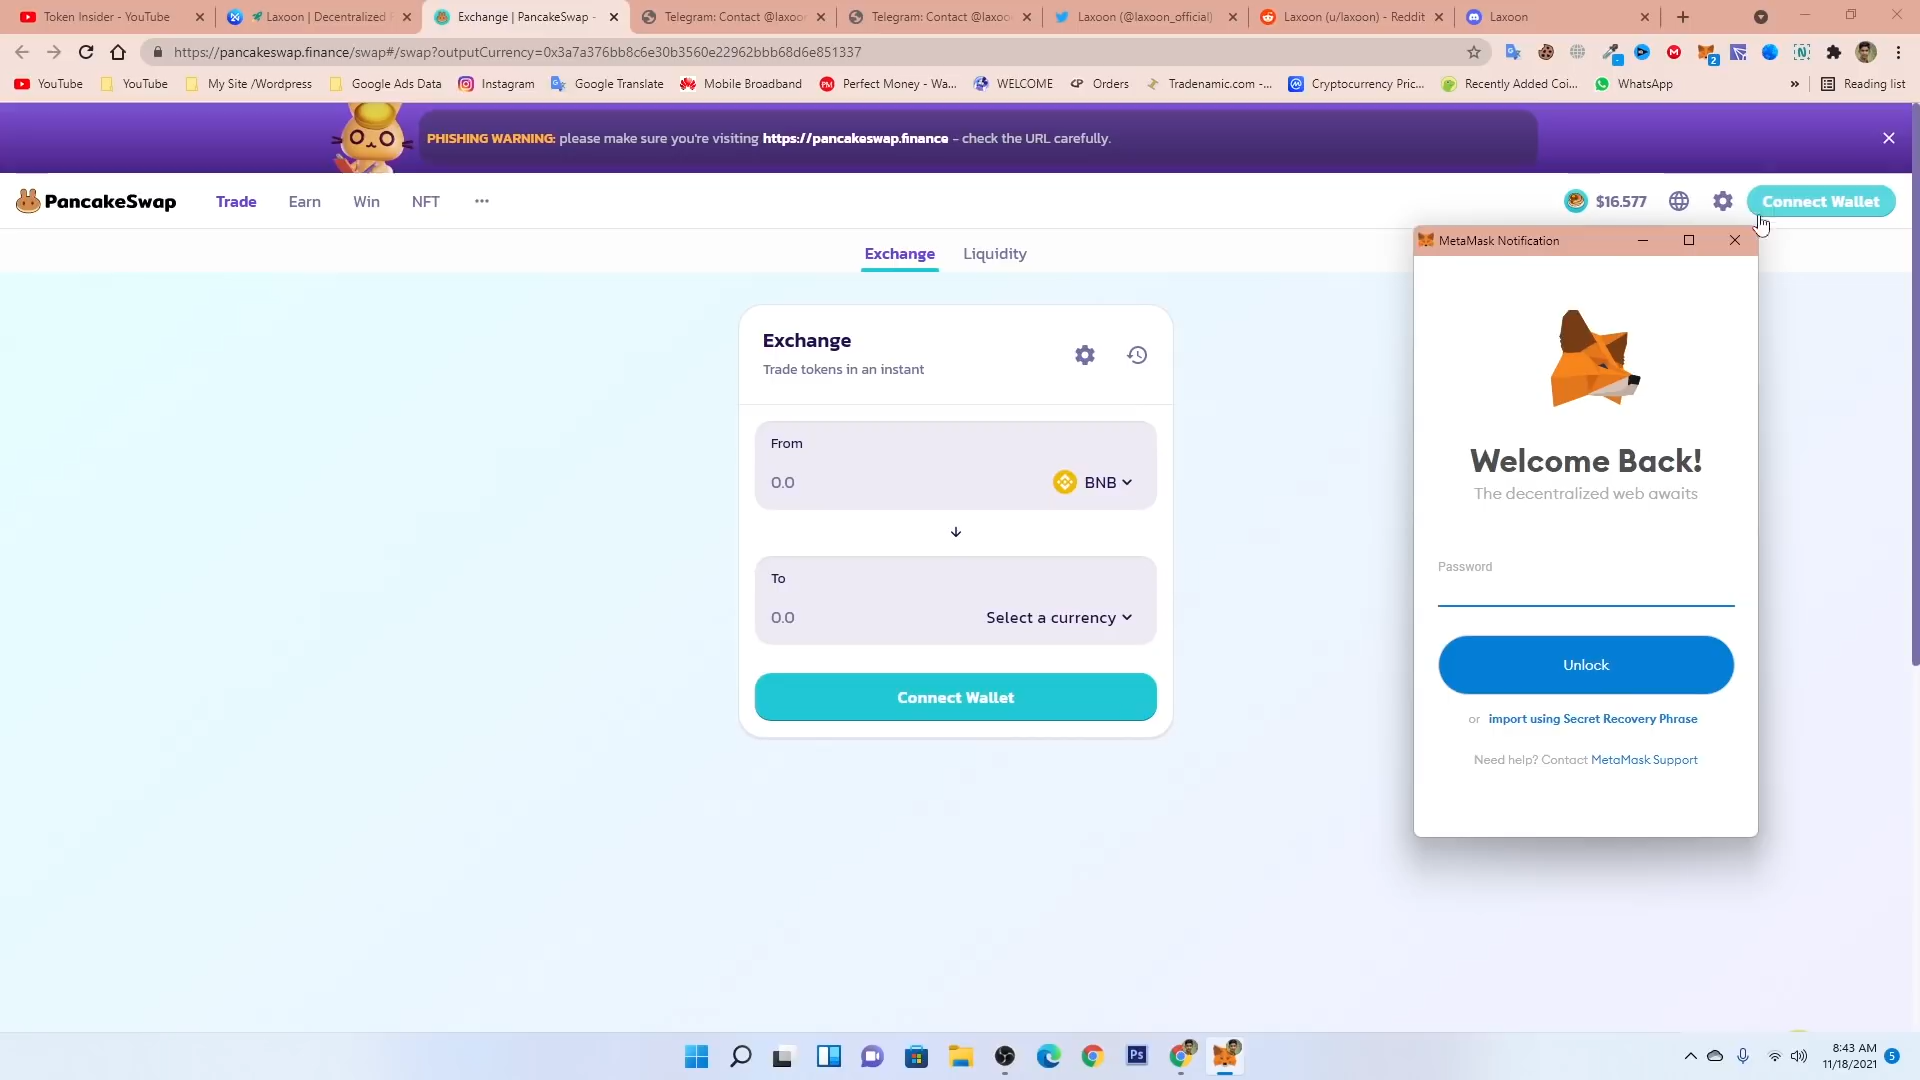 Token Insider - YouTube
Laxoon | Decentralized F
Exchange | PancakeSwap -
Telegram: Contact @laxoon
Telegram: Contact @laxoo
Laxoon (@laxoon_official)
Laxoon (u/laxoon) - Reddit
Laxoon
https://pancakeswap.finance/swap#/swap?outputCurrency=0x3a7a376bb8c6e30b3560e22962bbb68d6e851337
2
YouTube
YouTube
My Site /Wordpress
Google Ads Data
Instagram
Google Translate
Mobile Broadband
PM
Perfect Money - Wa...
WELCOME
CP
Orders
Tradenamic.com -...
Cryptocurrency Pric...
Recently Added Coi...
WhatsApp
»
Reading list
PHISHING WARNING: please make sure you're visiting https://pancakeswap.finance - check the URL carefully.
PancakeSwap
Trade
Earn
Win
NFT
$16.577
Connect Wallet
Exchange
Liquidity
MetaMask Notification
Exchange
Trade tokens in an instant
From
0.0
BNB
To
0.0
Select a currency
Connect Wallet
Welcome Back!
The decentralized web awaits
Password
Unlock
or import using Secret Recovery Phrase
Need help? Contact MetaMask Support
Ps
8:43 AM
11/18/2021
5